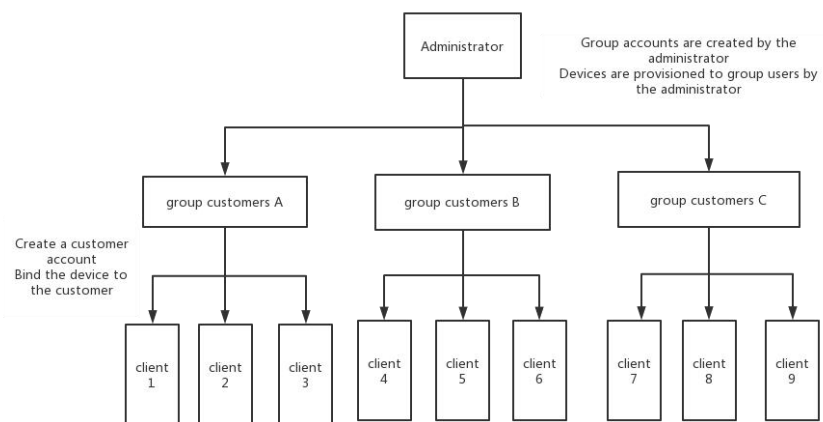 Administrator
Group accounts are created by the
administrator
Devices are provisioned to group users by
the administrator
group customers A
group customers B
group customers C
Create a customer
account
Bind the device to
the customer
client
1
client
2
client
3
client
4
client
5
client
6
client
7
client
8
client
9